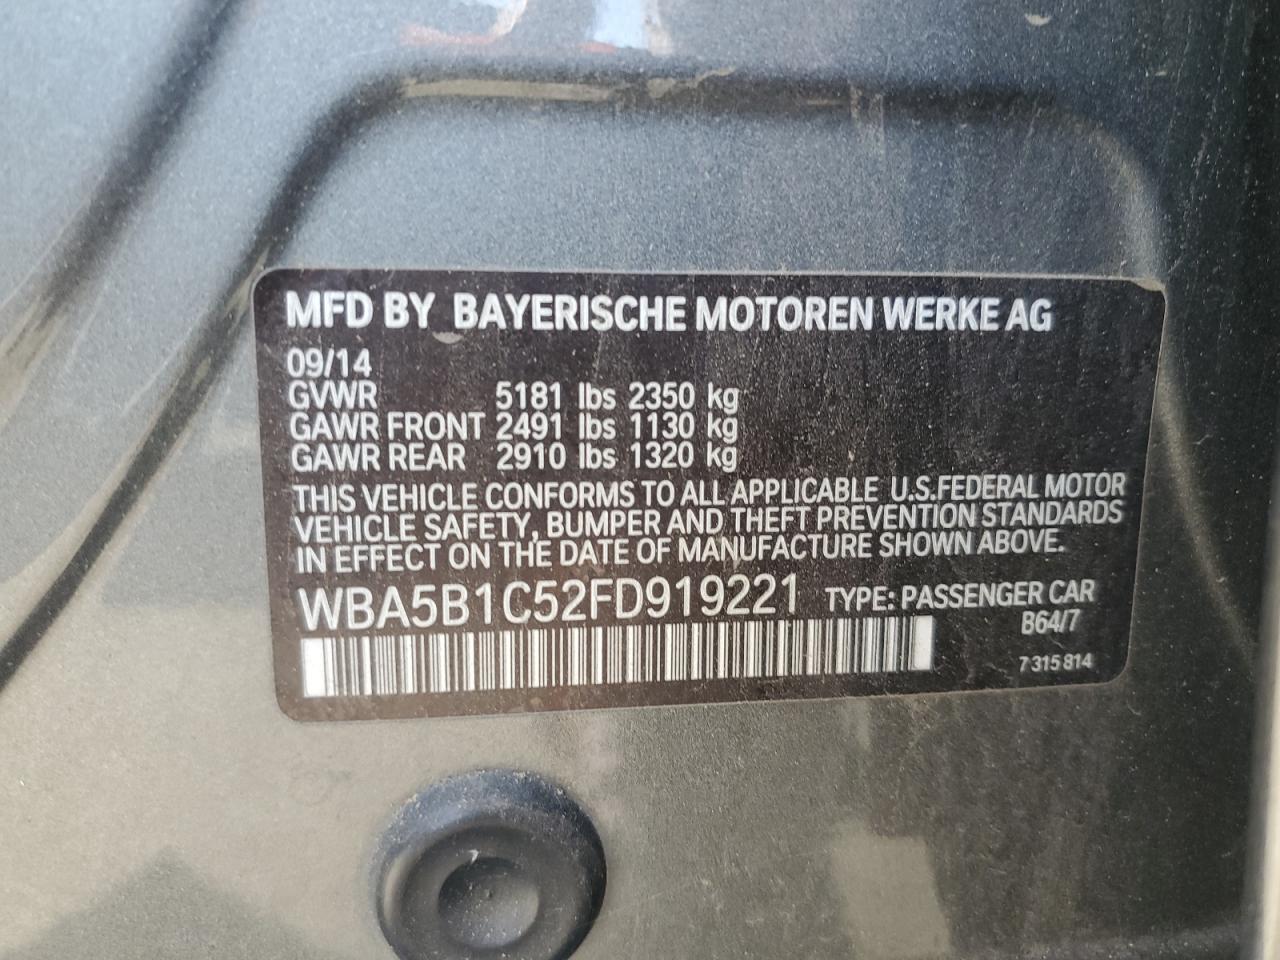 MFD BY BAYERISCHE MOTOREN WERKE AG
09/14
GVWR 5181 lbs 2350 kg
GAWR FRONT 2491 lbs 1130 kg
GAWR REAR 2910 lbs 1320 kg
THIS VEHICLE CONFORMS TO ALL APPLICABLE U.S.FEDERAL MOTOR
VEHICLE SAFETY, BUMPER AND THEFT PREVENTION STANDARDS
IN EFFECT ON THE DATE OF MANUFACTURE SHOWN ABOVE.
WBA5B1C52FD919221 TYPE: PASSENGER CAR
B64/7
7 315 814